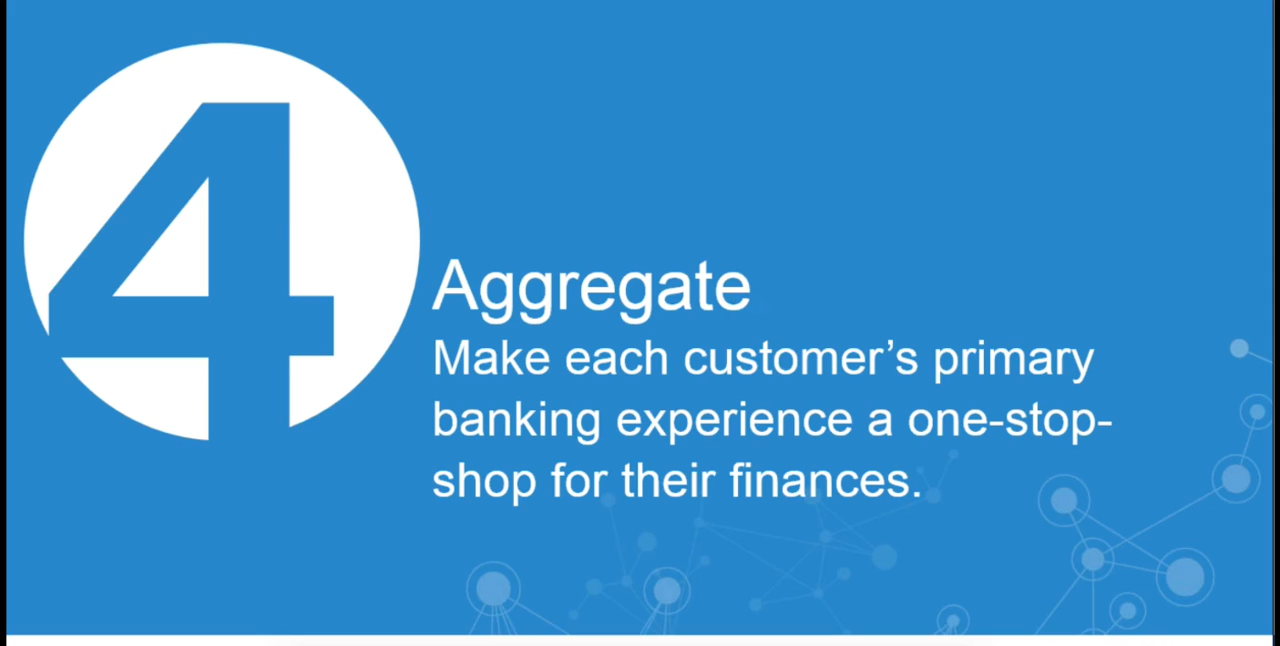 4
Aggregate
Make each customer’s primary
banking experience a one-stop-
shop for their finances.